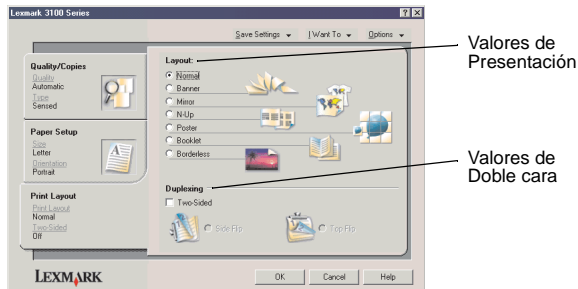 Lexmark 3100 Series
Save Settings
I Want To
Options
Quality/Copies
Quality
Automatic
Type
Sensed
Paper Setup
Size
Letter
Orientation
Portrait
Print Layout
Print Layout
Normal
Two-Sided
Off
Layout:
Normal
Banner
Mirror
N-Up
Poster
Booklet
Borderless
Duplexing
Two-Sided
Side Flip
Top Flip
LEXMARK
OK
Cancel
Help
Valores de
Presentación
Valores de
Doble cara